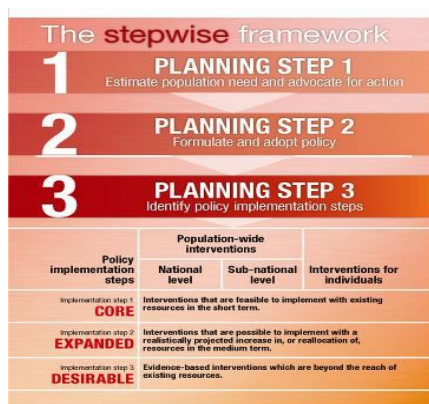 The stepwise framework
1 PLANNING STEP 1
Estimate population need and advocate for action
2 PLANNING STEP 2
Formulate and adopt policy
3 PLANNING STEP 3
Identify policy implementation steps
Policy
implementation
steps
Population-wide
interventions
National
level
Sub-national
level
Interventions for
individuals
Implementation step 1
CORE
Interventions that are feasible to implement with existing
resources in the short term.
Implementation step 2
EXPANDED
Interventions that are possible to implement with a
realistically projected increase in, or reallocation of,
resources in the medium term.
Implementation step 3
DESIRABLE
Evidence-based interventions which are beyond the reach of
existing resources.